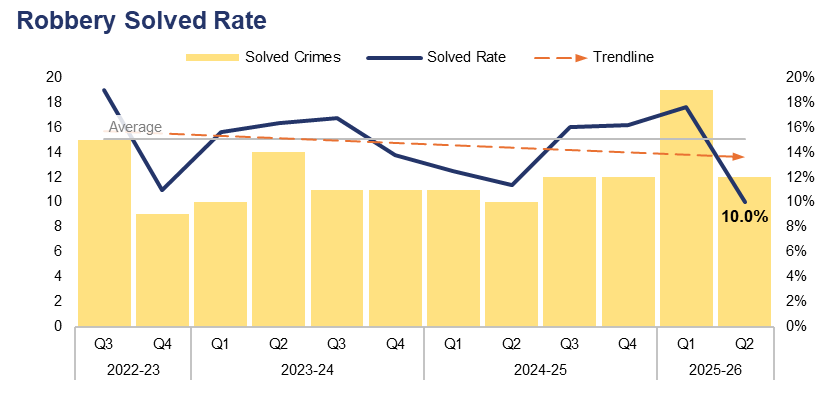 Robbery Solved Rate
Solved Crimes Solved Rate Trendline
20 20%
18 18%
Average
16 16%
14 14%
12 12%
10 10%
10.0%
8 8%
6 6%
4 4%
2 2%
0 0%
Q3 Q4 Q1 Q2 Q3 Q4 Q1 Q2 Q3 Q4 Q1 Q2
2022-23 2023-24 2024-25 2025-26